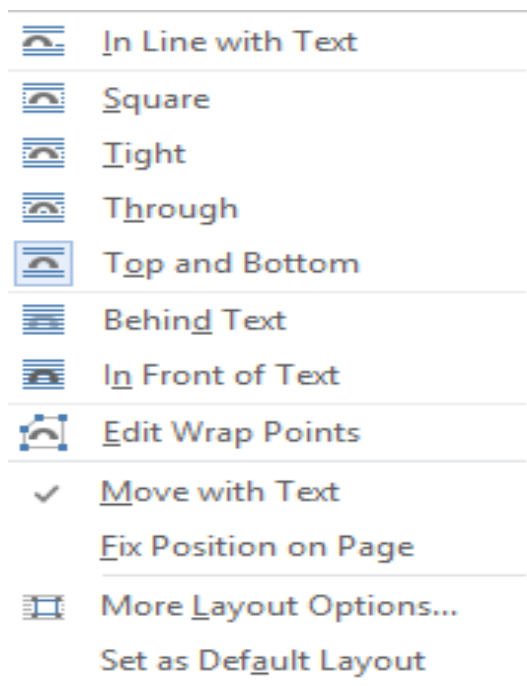 In Line with Text
Square
Tight
Through
Top and Bottom
Behind Text
In Front of Text
Edit Wrap Points
Move with Text
Fix Position on Page
More Layout Options...
Set as Default Layout